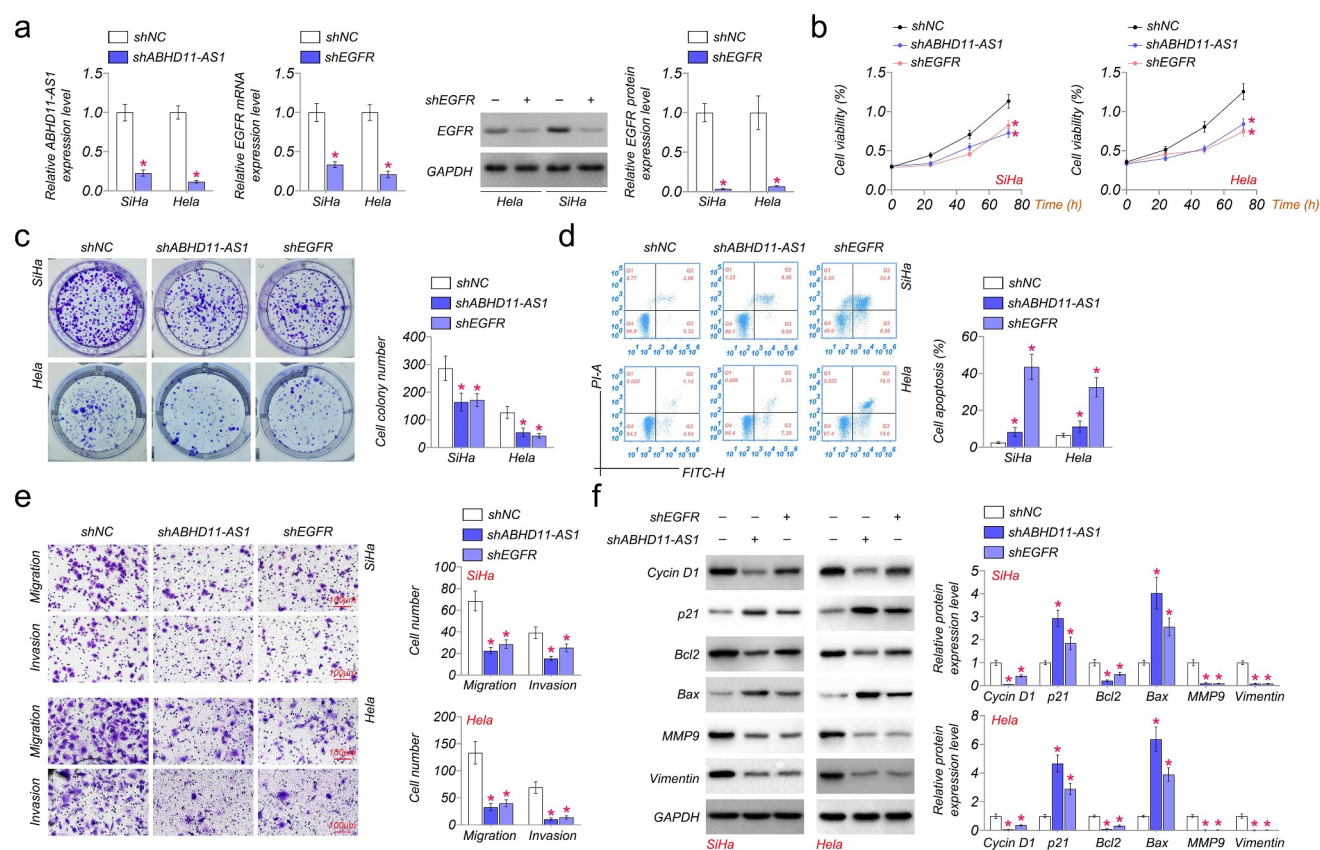 a
shNC
shABHD11-AS1
Relative ABHD11-AS1
expression level
1.5
1.0
0.5
0.0
*
*
SiHa
Hela
shNC
shEGFR
Relative EGFR mRNA
expression level
1.5
1.0
0.5
0.0
*
*
SiHa
Hela
shEGFR
− + − +
EGFR
GAPDH
Hela
SiHa
shNC
shEGFR
Relative EGFR protein
expression level
1.5
1.0
0.5
0.0
*
*
SiHa
Hela
b
shNC
shABHD11-AS1
shEGFR
Cell viability (%)
1.5
1.0
0.5
0.0
*
*
SiHa
0 20 40 60 80
Time (h)
shNC
shABHD11-AS1
shEGFR
Cell viability (%)
1.5
1.0
0.5
0.0
*
*
Hela
0 20 40 60 80
Time (h)
c
shNC shABHD11-AS1 shEGFR
SiHa
Hela
shNC
shABHD11-AS1
shEGFR
Cell colony number
400
300
200
100
0
* *
* *
SiHa
Hela
d
shNC shABHD11-AS1 shEGFR
SiHa
Hela
PI-A
FITC-H
shNC
shABHD11-AS1
shEGFR
Cell apoptosis (%)
60
40
20
0
* *
* *
SiHa
Hela
e
shNC shABHD11-AS1 shEGFR
Migration
Invasion
SiHa
100μm
100μm
Migration
Invasion
Hela
100μm
100μm
shNC
shABHD11-AS1
shEGFR
SiHa
Cell number
100
80
60
40
20
0
* *
* *
Migration Invasion
Hela
Cell number
200
150
100
50
0
* *
* *
Migration Invasion
f
shEGFR − − + − − +
shABHD11-AS1 − + − − + −
Cycin D1
p21
Bcl2
Bax
MMP9
Vimentin
GAPDH
SiHa
Hela
shNC
shABHD11-AS1
shEGFR
SiHa
Relative protein
expression level
5
4
3
2
1
0
* * * * * * * * * * * *
Cycin D1 p21 Bcl2 Bax MMP9 Vimentin
Hela
Relative protein
expression level
8
6
4
2
0
* * * * * * * * * * * *
Cycin D1 p21 Bcl2 Bax MMP9 Vimentin